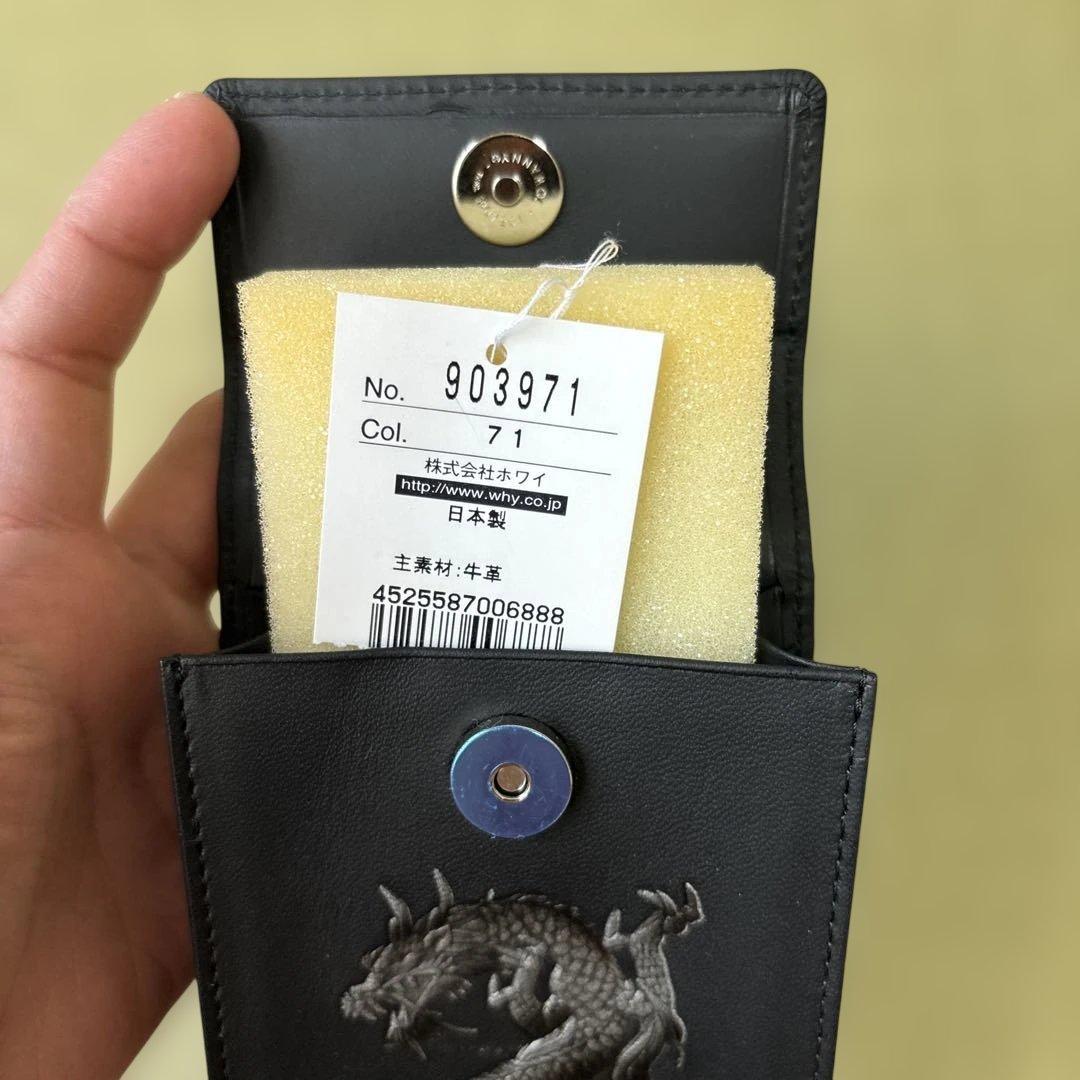 No. 903971
Col. 71
株式会社ホワイ
http://www.why.co.jp
日本製
主素材:牛革
4525587006888